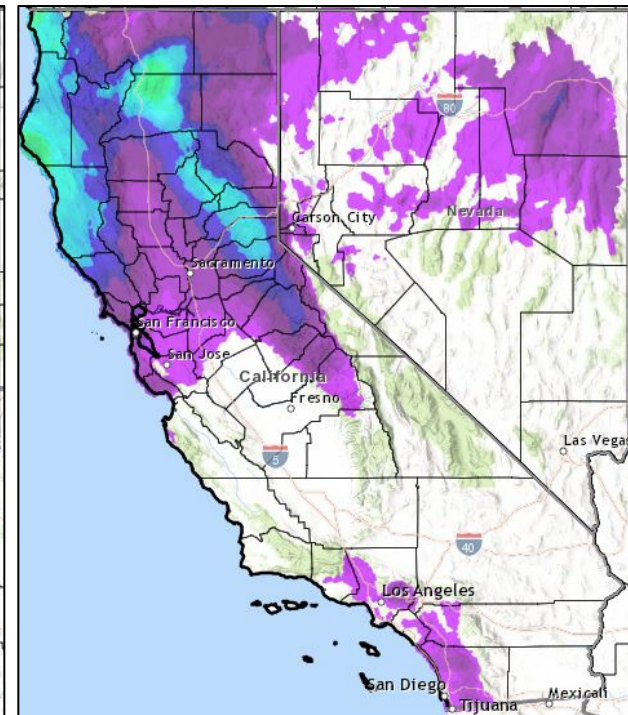 80
Carson City
Nevada
Sacramento
San Francisco
San Jose
California
Fresno
5
Las Vegas
40
Los Angeles
San Diego
Tijuana
Mexicali